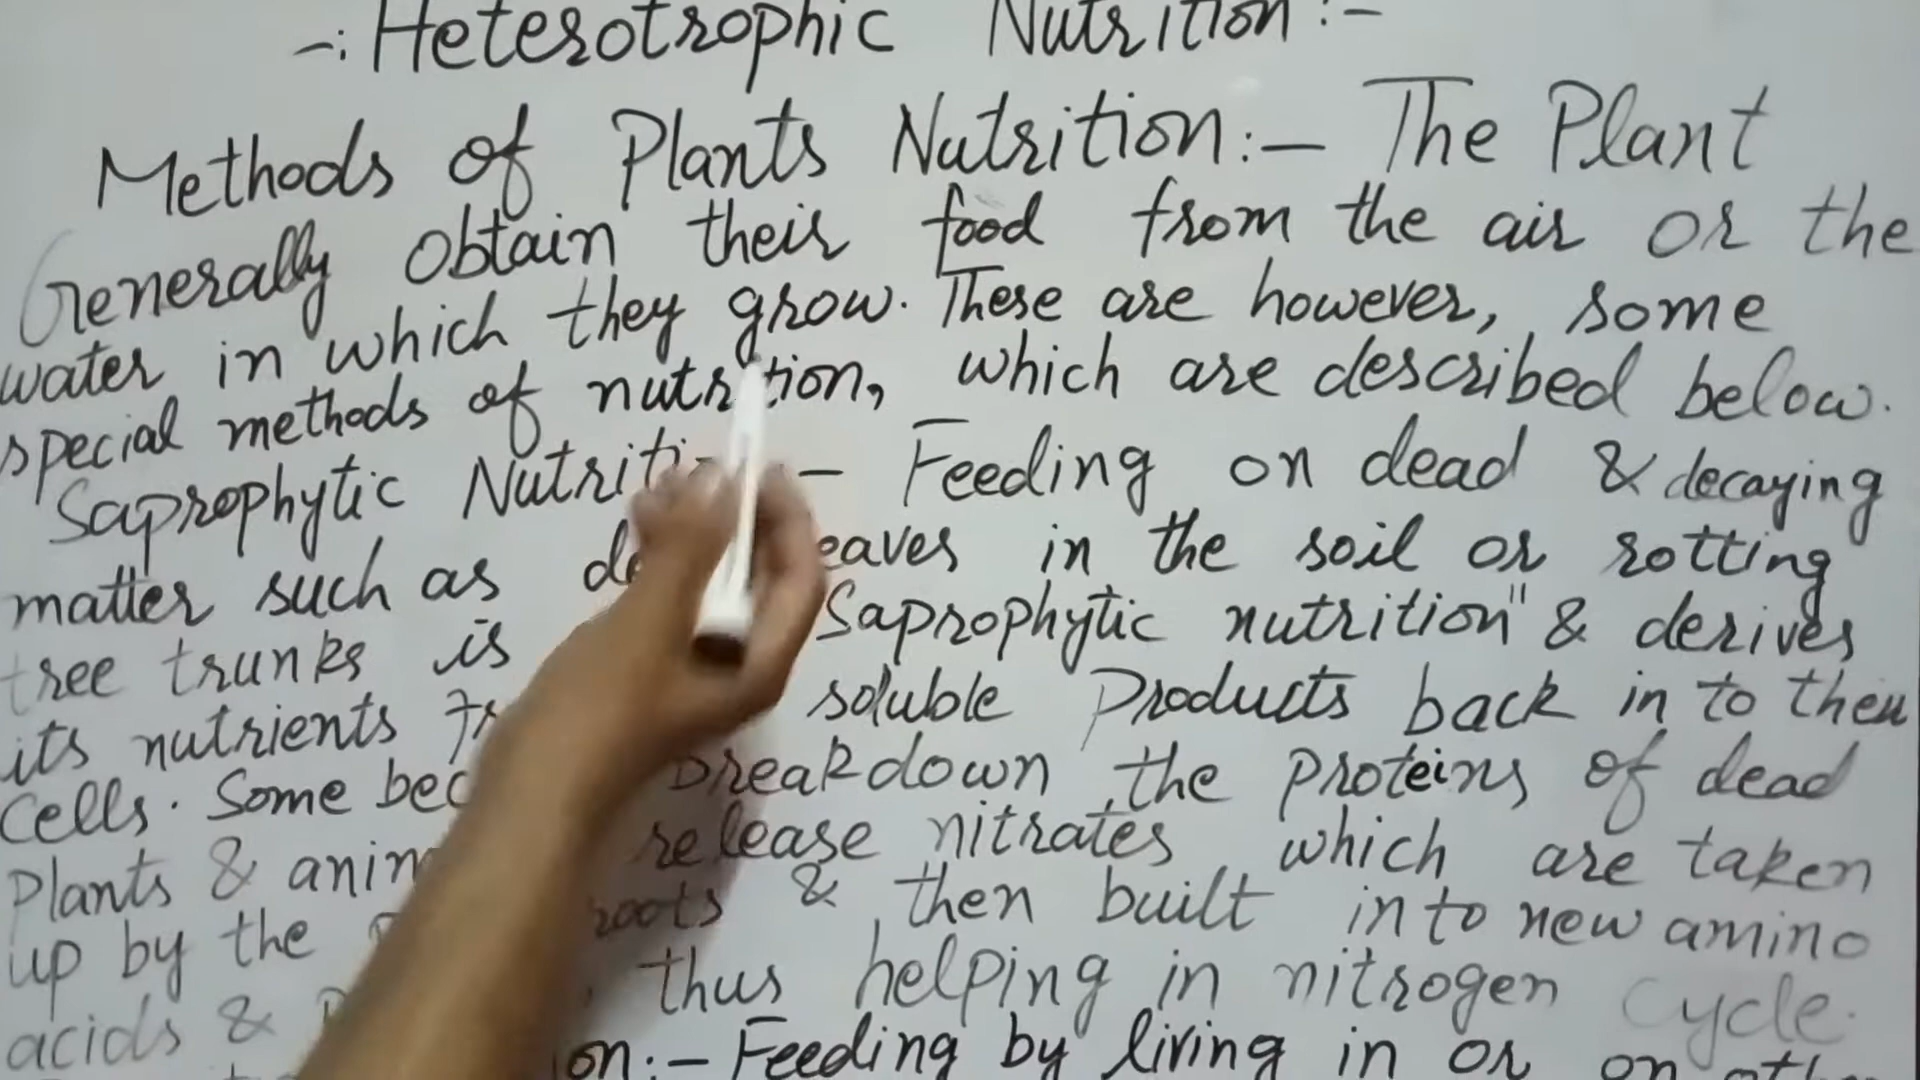 -: Heterotrophic Nutrition :-
Methods of Plants Nutrition :- The Plant
Generally obtain their food from the air or the
water in which they grow. These are however, some
special methods of nutrition, which are described below.
Saprophytic - Feeding on dead & decaying
matter such as in the soil or rotting
tree trunks is Saprophytic nutrition" & derives
its nutrients soluble Products back in to their
Cells. Some breakdown the proteins of dead
Plants & release nitrates which are taken
up by the roots & then built in to new amino
acids & thus helping in nitrogen Cycle.
:- Feeding by living in or on